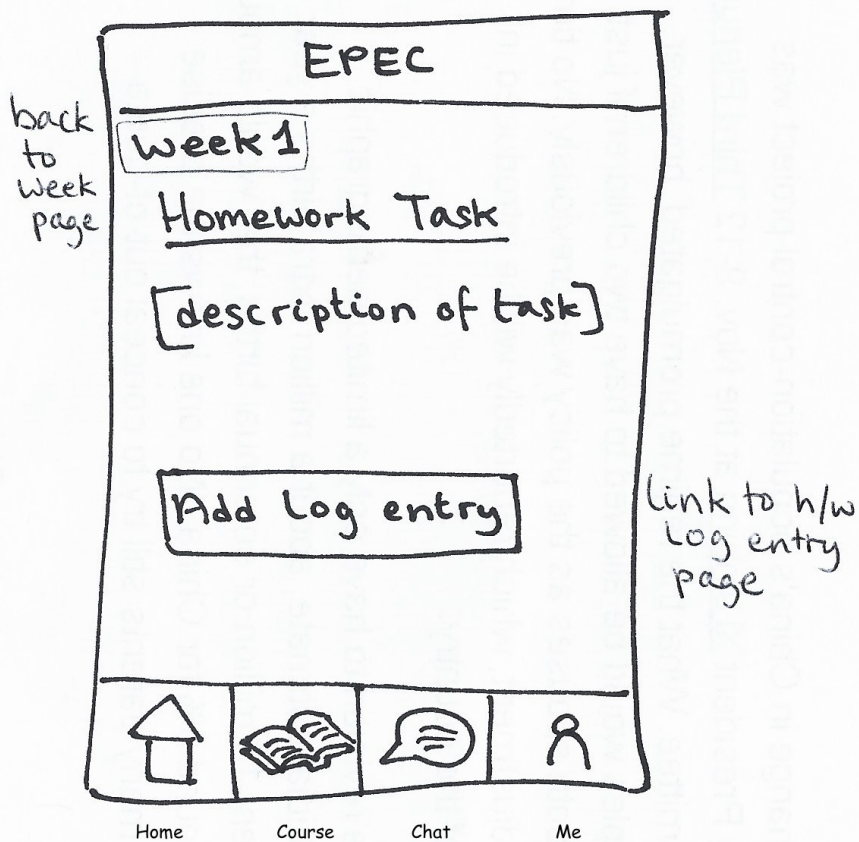 EPEC
back
to
week
page
week 1
Homework Task
[description of task]
Add Log entry
Link to h/w
Log entry
page
Home Course Chat Me